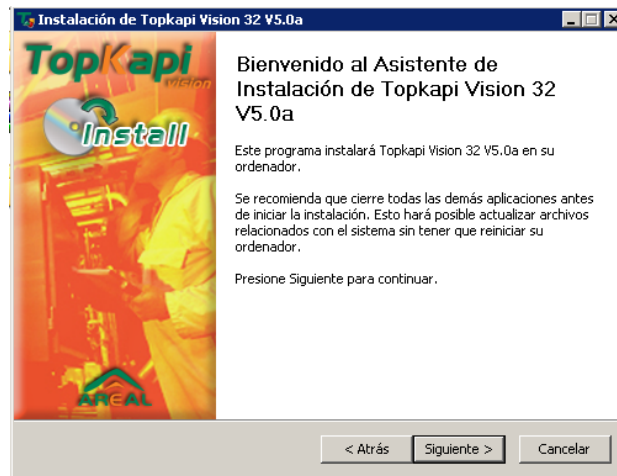 Instalación de Topkapi Vision 32 V5.0a
TopKapi
vision
Install
Bienvenido al Asistente de
Instalación de Topkapi Vision 32
V5.0a
Este programa instalará Topkapi Vision 32 V5.0a en su
ordenador.
Se recomienda que cierre todas las demás aplicaciones antes
de iniciar la instalación. Esto hará posible actualizar archivos
relacionados con el sistema sin tener que reiniciar su
ordenador.
Presione Siguiente para continuar.
AREAL
< Atrás
Siguiente >
Cancelar